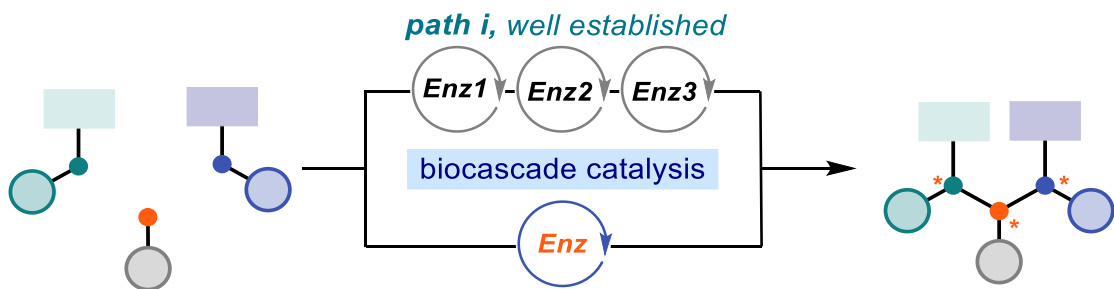 path i, well established
Enz1 Enz2 Enz3
biocascade catalysis
* * *
Enz